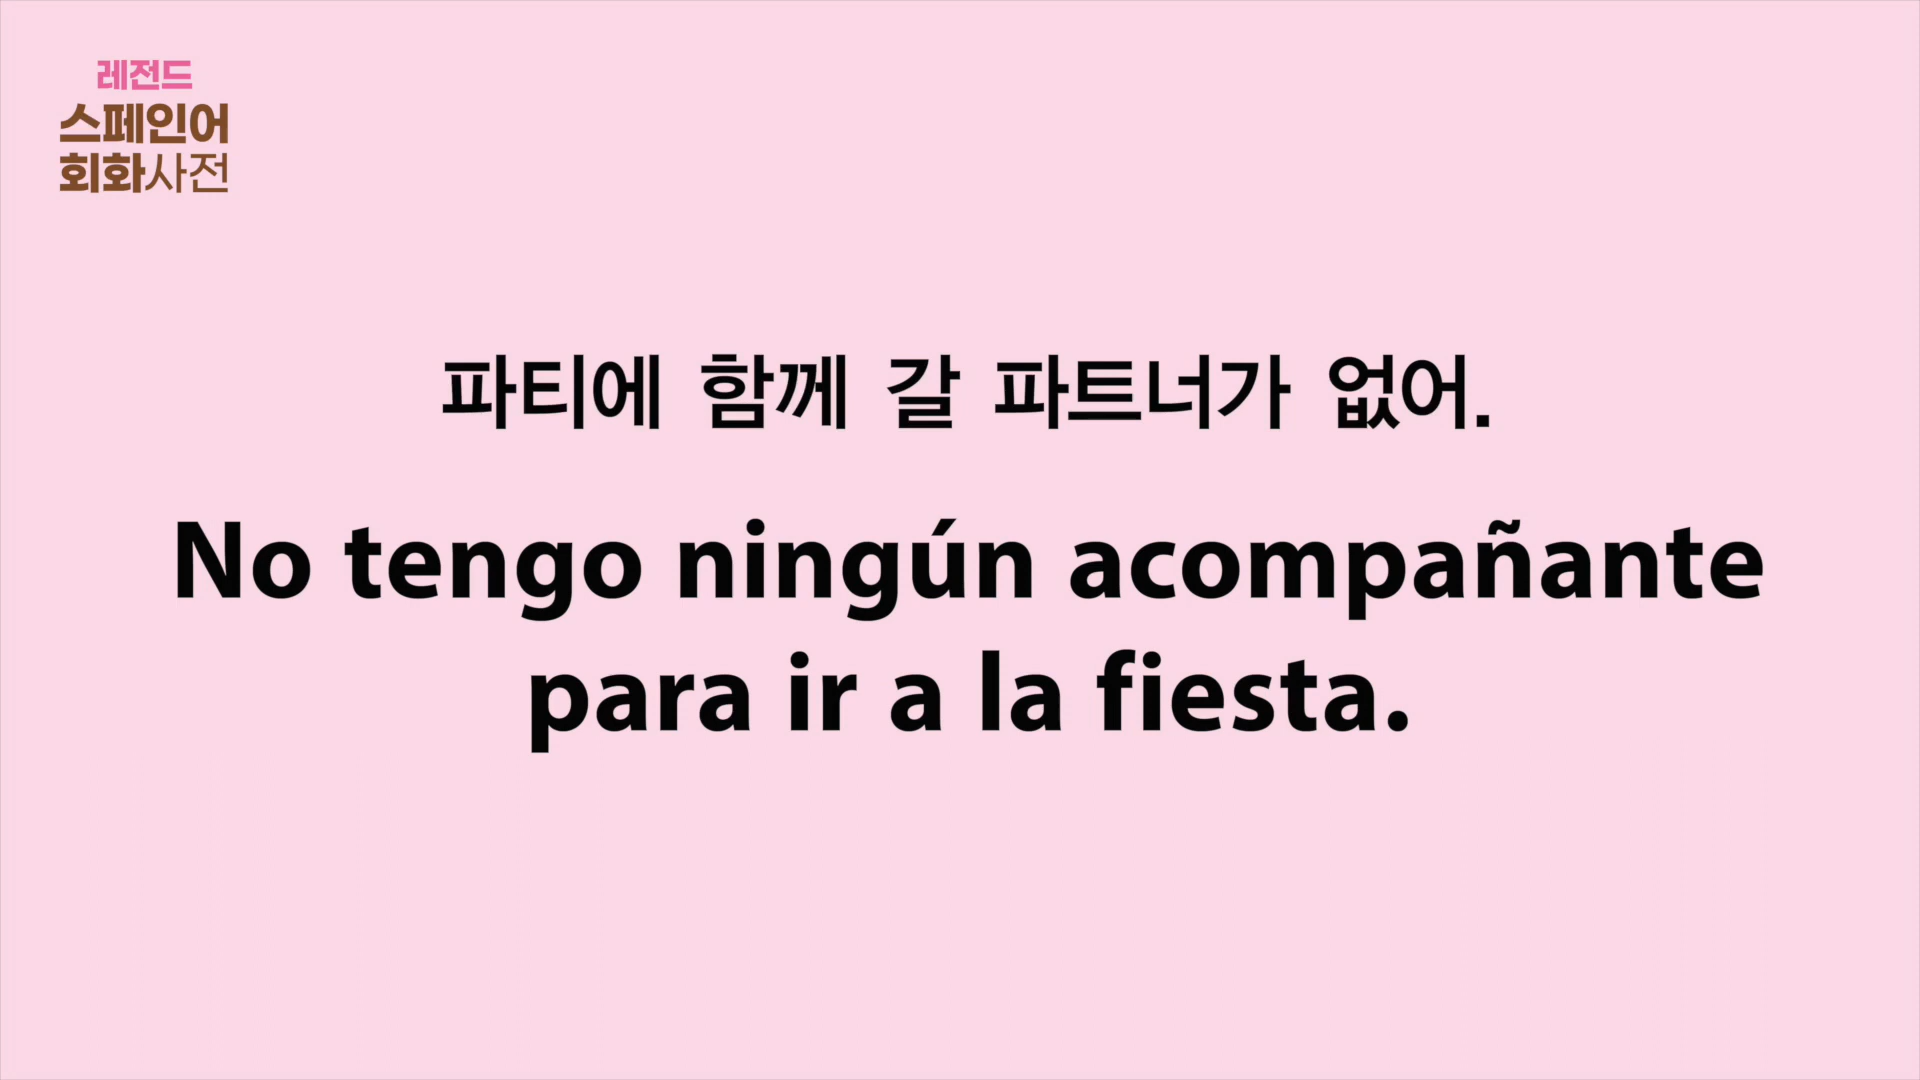 레전드
스페인어
회화사전
파티에 함께 갈 파트너가 없어.
No tengo ningún acompañante
para ir a la fiesta.